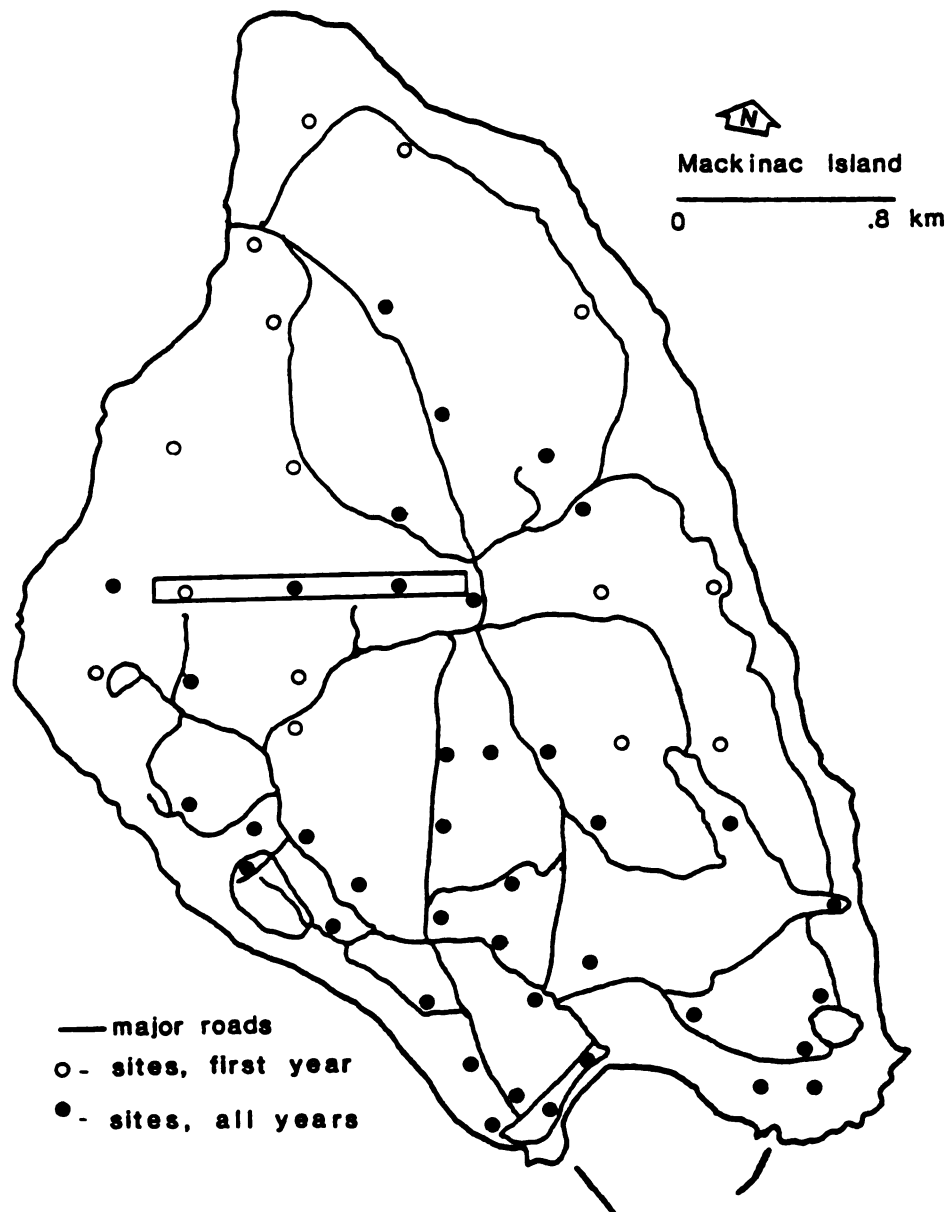 N
Mackinac Island
0 .8 km
major roads
- sites, first year
- sites, all years